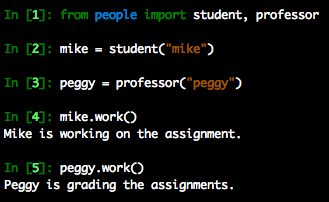 In [1]: from people import student, professor
In [2]: mike = student("mike")
In [3]: peggy = professor("peggy")
In [4]: mike.work()
Mike is working on the assignment.
In [5]: peggy.work()
Peggy is grading the assignments.